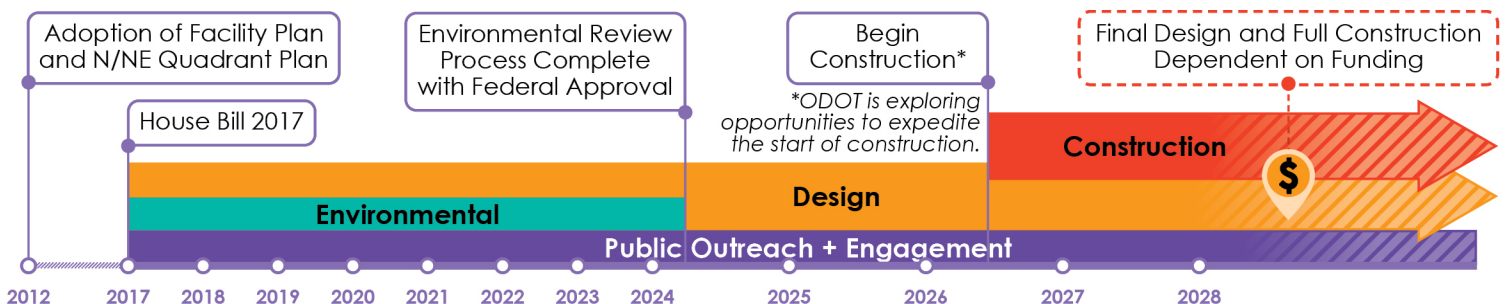 Adoption of Facility Plan
and N/NE Quadrant Plan
House Bill 2017
Environmental Review
Process Complete
with Federal Approval
Begin
Construction*
*ODOT is exploring
opportunities to expedite
the start of construction.
Final Design and Full Construction
Dependent on Funding
Construction
$
Design
Environmental
Public Outreach + Engagement
2012 2017 2018 2019 2020 2021 2022 2023 2024 2025 2026 2027 2028